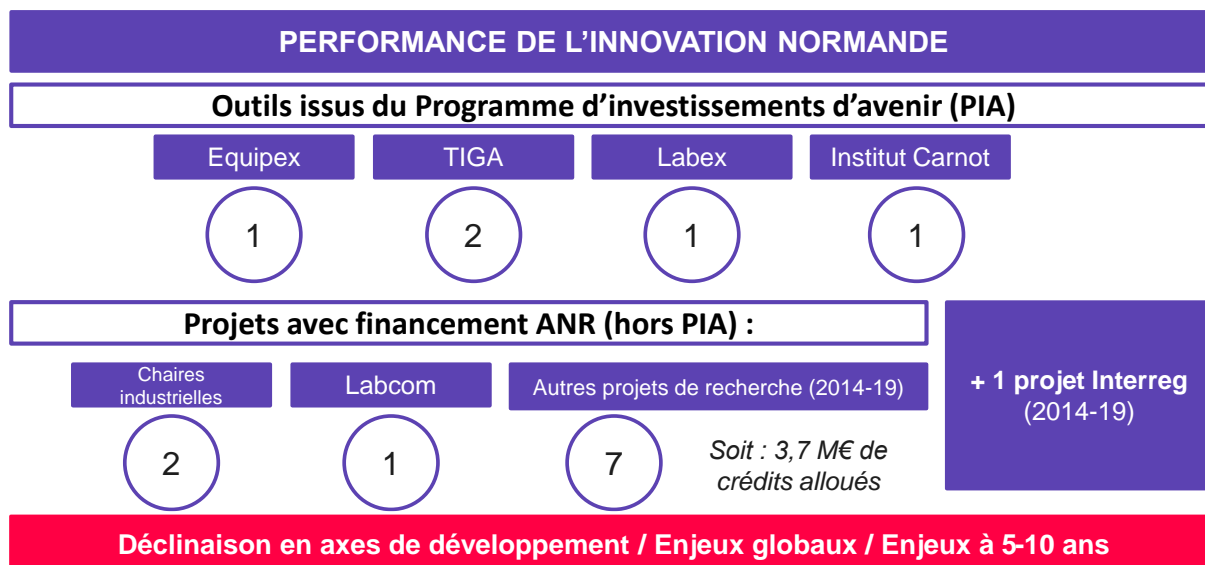 PERFORMANCE DE L’INNOVATION NORMANDE
Outils issus du Programme d’investissements d’avenir (PIA)
Equipex
TIGA
Labex
Institut Carnot
1
2
1
1
Projets avec financement ANR (hors PIA) :
Chaires
industrielles
Labcom
Autres projets de recherche (2014-19)
2
1
7
Soit : 3,7 M€ de
crédits alloués
+ 1 projet Interreg
(2014-19)
Déclinaison en axes de développement / Enjeux globaux / Enjeux à 5-10 ans